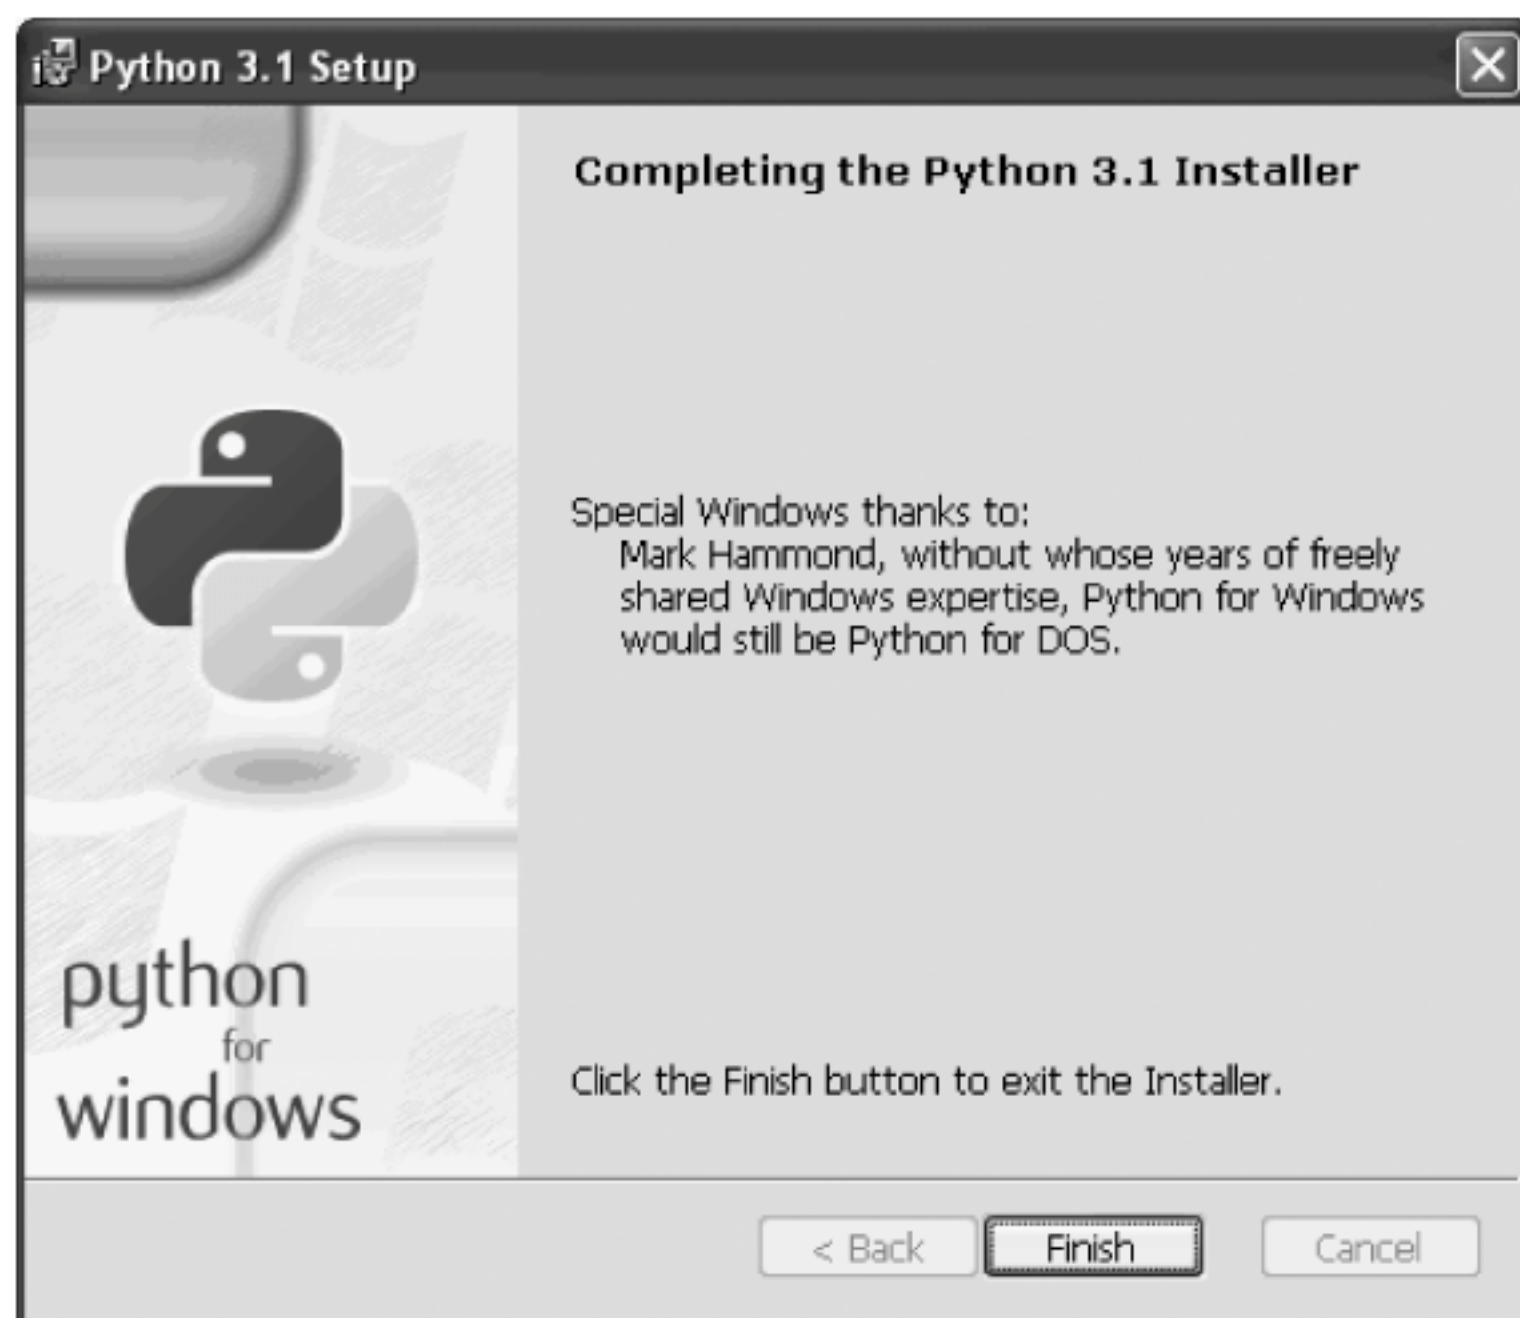 Python 3.1 Setup
Completing the Python 3.1 Installer
Special Windows thanks to:
Mark Hammond, without whose years of freely
shared Windows expertise, Python for Windows
would still be Python for DOS.
python
for
windows
Click the Finish button to exit the Installer.
< Back
Finish
Cancel